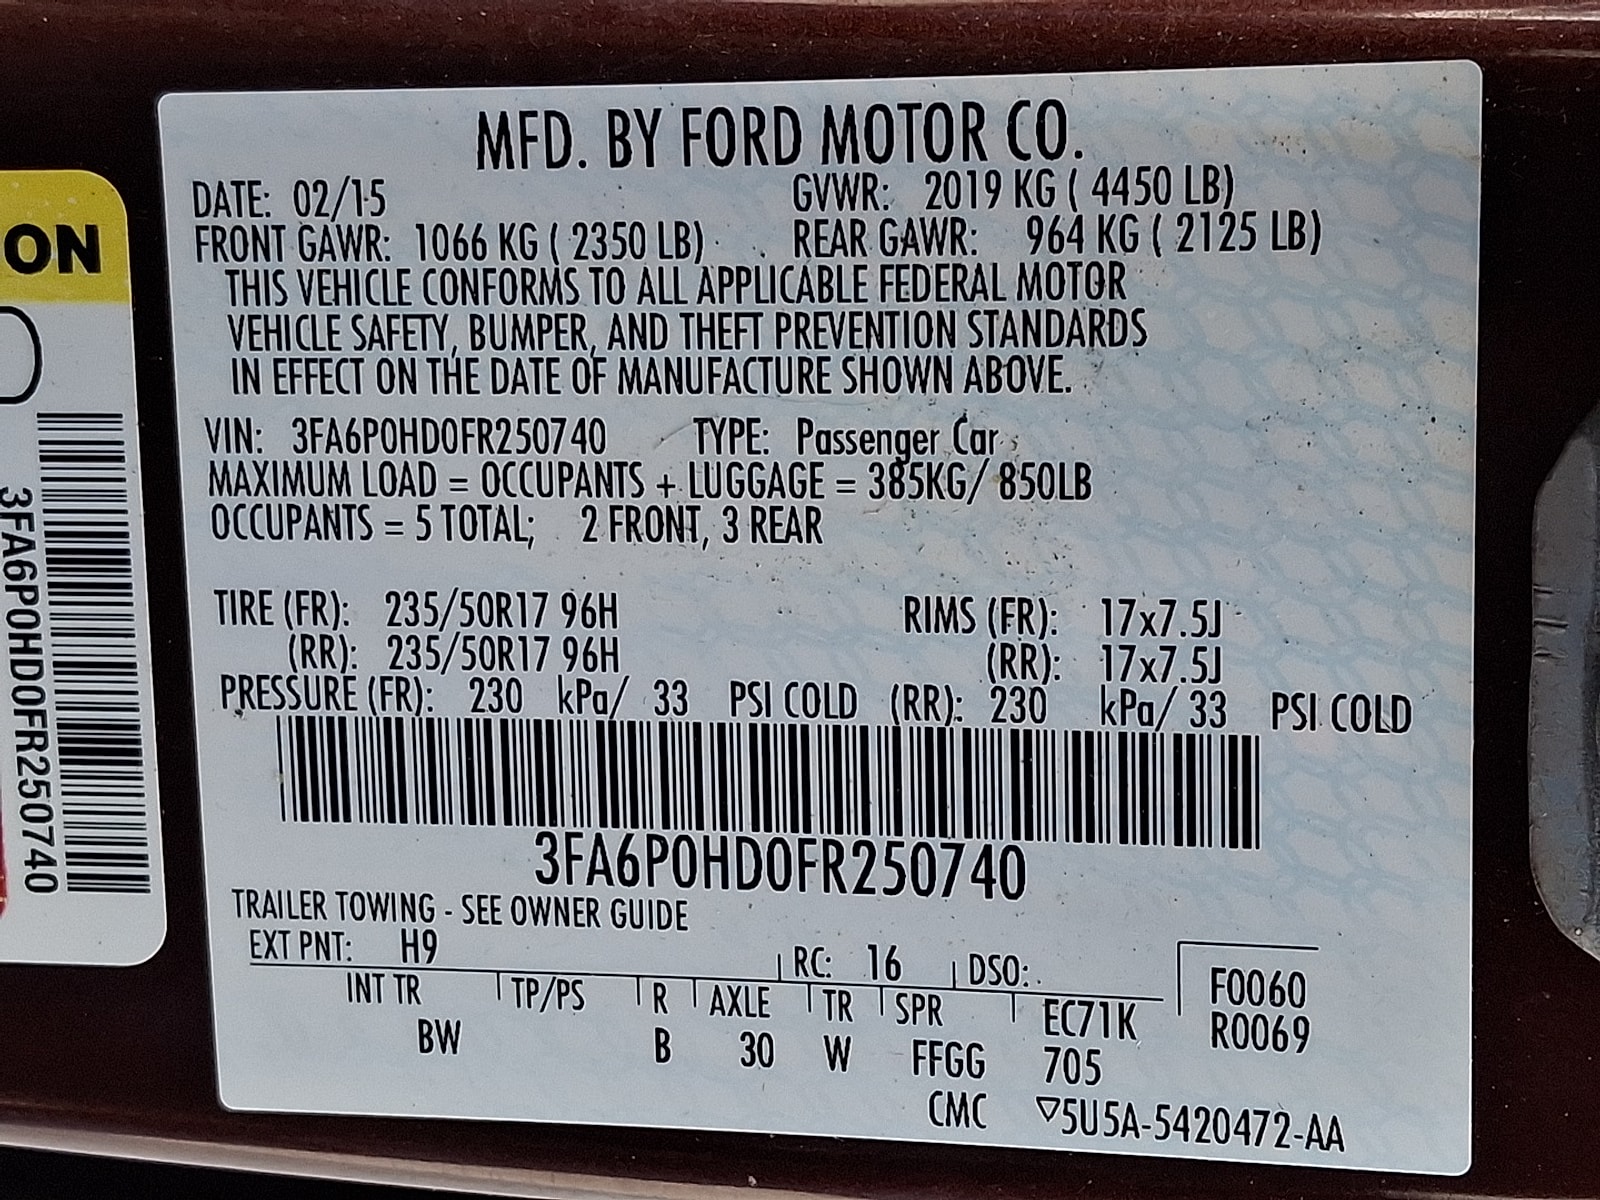 MFD. BY FORD MOTOR CO.
DATE: 02/15 GVWR: 2019 KG ( 4450 LB)
FRONT GAWR: 1066 KG ( 2350 LB) REAR GAWR: 964 KG ( 2125 LB)
THIS VEHICLE CONFORMS TO ALL APPLICABLE FEDERAL MOTOR
VEHICLE SAFETY, BUMPER, AND THEFT PREVENTION STANDARDS
IN EFFECT ON THE DATE OF MANUFACTURE SHOWN ABOVE.
VIN: 3FA6P0HD0FR250740 TYPE: Passenger Car
MAXIMUM LOAD = OCCUPANTS + LUGGAGE = 385KG/ 850LB
OCCUPANTS = 5 TOTAL; 2 FRONT, 3 REAR
TIRE (FR): 235/50R17 96H RIMS (FR): 17x7.5J
(RR): 235/50R17 96H (RR): 17x7.5J
PRESSURE (FR): 230 kPa/ 33 PSI COLD (RR): 230 kPa/ 33 PSI COLD
3FA6P0HD0FR250740
TRAILER TOWING - SEE OWNER GUIDE
EXT PNT: H9 RC: 16 DSO:
INT TR TP/PS R AXLE TR SPR EC71K F0060
BW B 30 W FFGG 705 R0069
CMC ▽5U5A-5420472-AA
ON
3FA6P0HD0FR250740